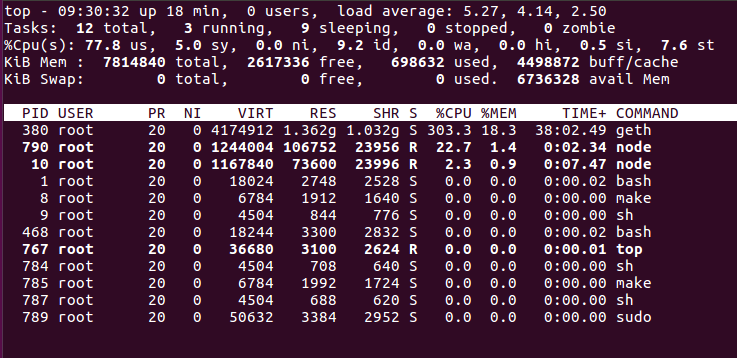 top - 09:30:32 up 18 min,  0 users,  load average: 5.27, 4.14, 2.50
Tasks:  12 total,   3 running,   9 sleeping,   0 stopped,   0 zombie
%Cpu(s): 77.8 us,  5.0 sy,  0.0 ni,  9.2 id,  0.0 wa,  0.0 hi,  0.5 si,  7.6 st
KiB Mem :  7814840 total,  2617336 free,   698632 used,  4498872 buff/cache
KiB Swap:        0 total,        0 free,        0 used.  6736328 avail Mem
PID USER      PR  NI    VIRT    RES    SHR S  %CPU %MEM     TIME+ COMMAND
380 root      20   0 4174912 1.362g 1.032g S 303.3 18.3  38:02.49 geth
790 root      20   0 1244004 106752  23956 R  22.7  1.4   0:02.34 node
10 root      20   0 1167840  73600  23996 R   2.3  0.9   0:07.47 node
1 root      20   0   18024   2748   2528 S   0.0  0.0   0:00.02 bash
8 root      20   0    6784   1912   1640 S   0.0  0.0   0:00.00 make
9 root      20   0    4504    844    776 S   0.0  0.0   0:00.00 sh
468 root      20   0   18244   3300   2832 S   0.0  0.0   0:00.02 bash
767 root      20   0   36680   3100   2624 R   0.0  0.0   0:00.01 top
784 root      20   0    4504    708    640 S   0.0  0.0   0:00.00 sh
785 root      20   0    6784   1992   1724 S   0.0  0.0   0:00.00 make
787 root      20   0    4504    688    620 S   0.0  0.0   0:00.00 sh
789 root      20   0   50632   3384   2952 S   0.0  0.0   0:00.00 sudo